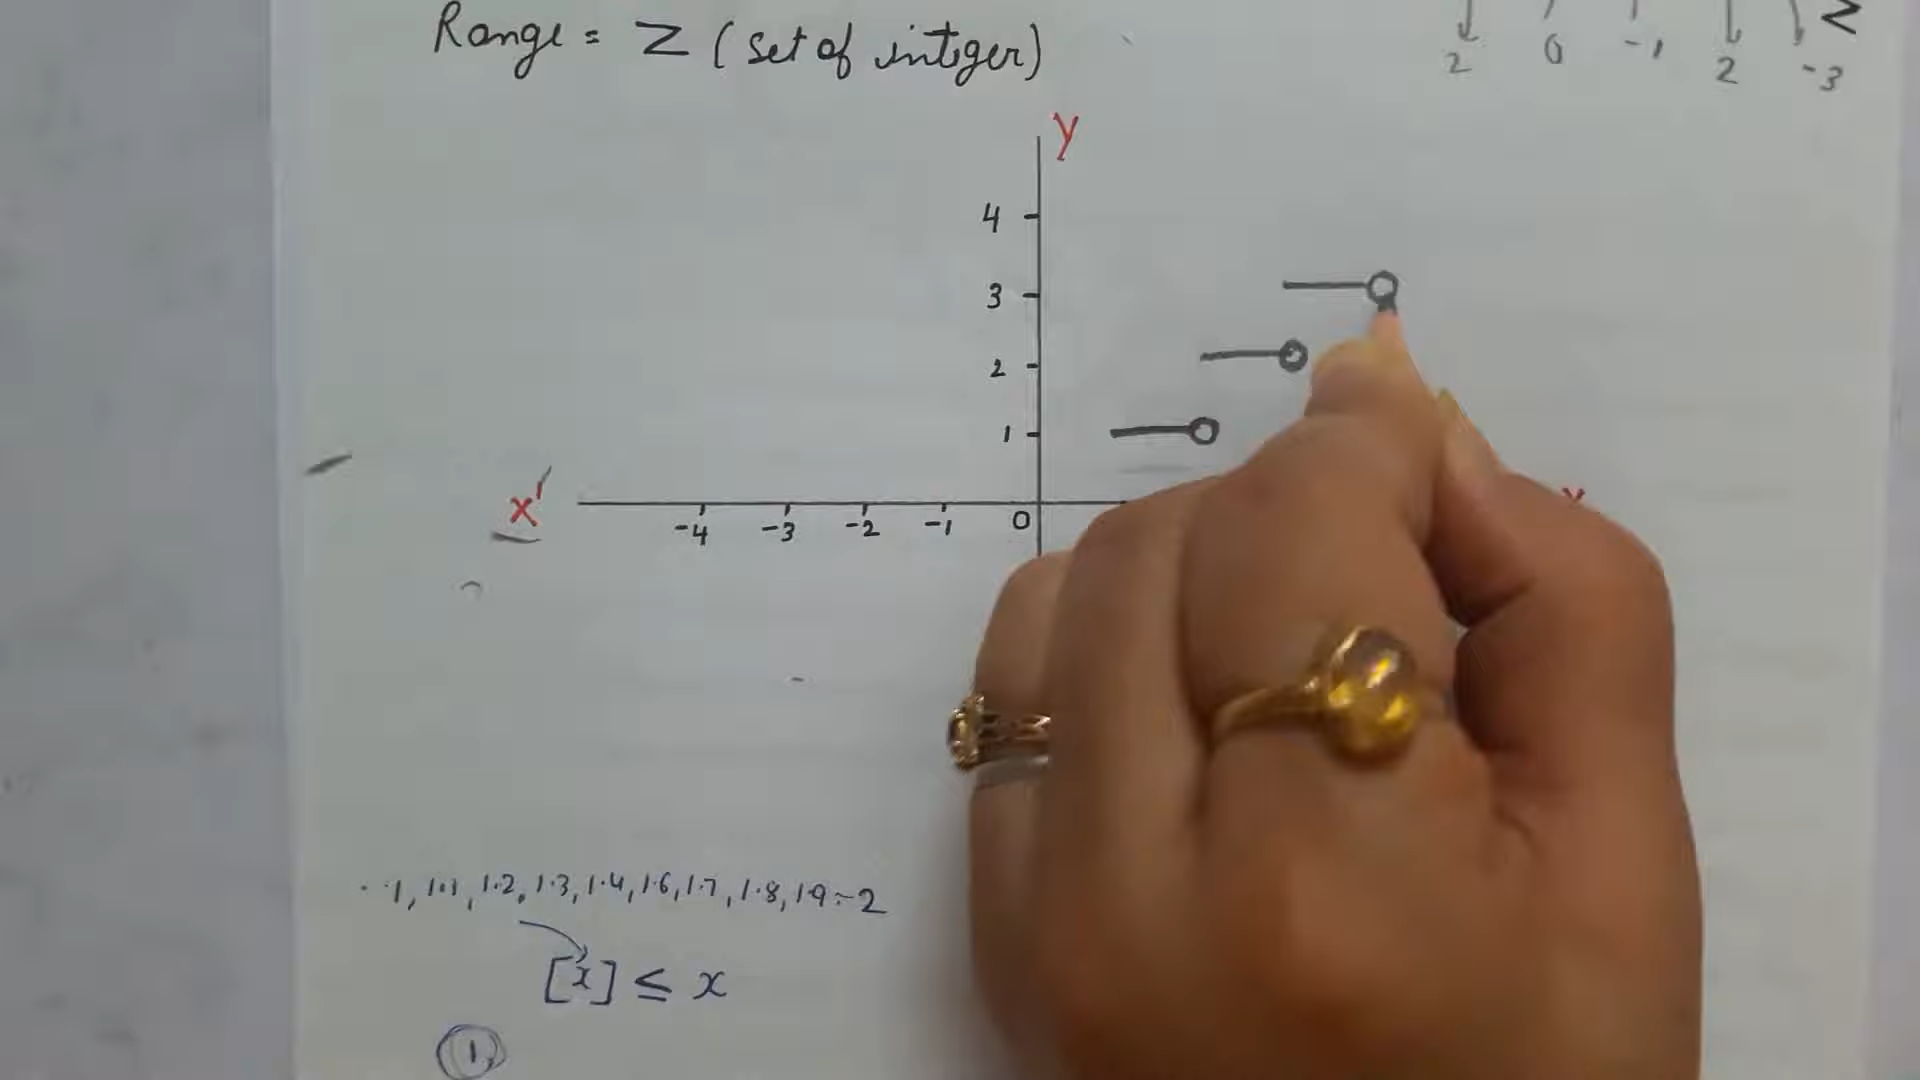 Range = Z (set of integer)
2 0 -1 2 -3
Z
y
4
3
2
1
x'
-4 -3 -2 -1 0
1, 1.1, 1.2, 1.3, 1.4, 1.6, 1.7, 1.8, 1.9 - 2
[x] ≤ x
1